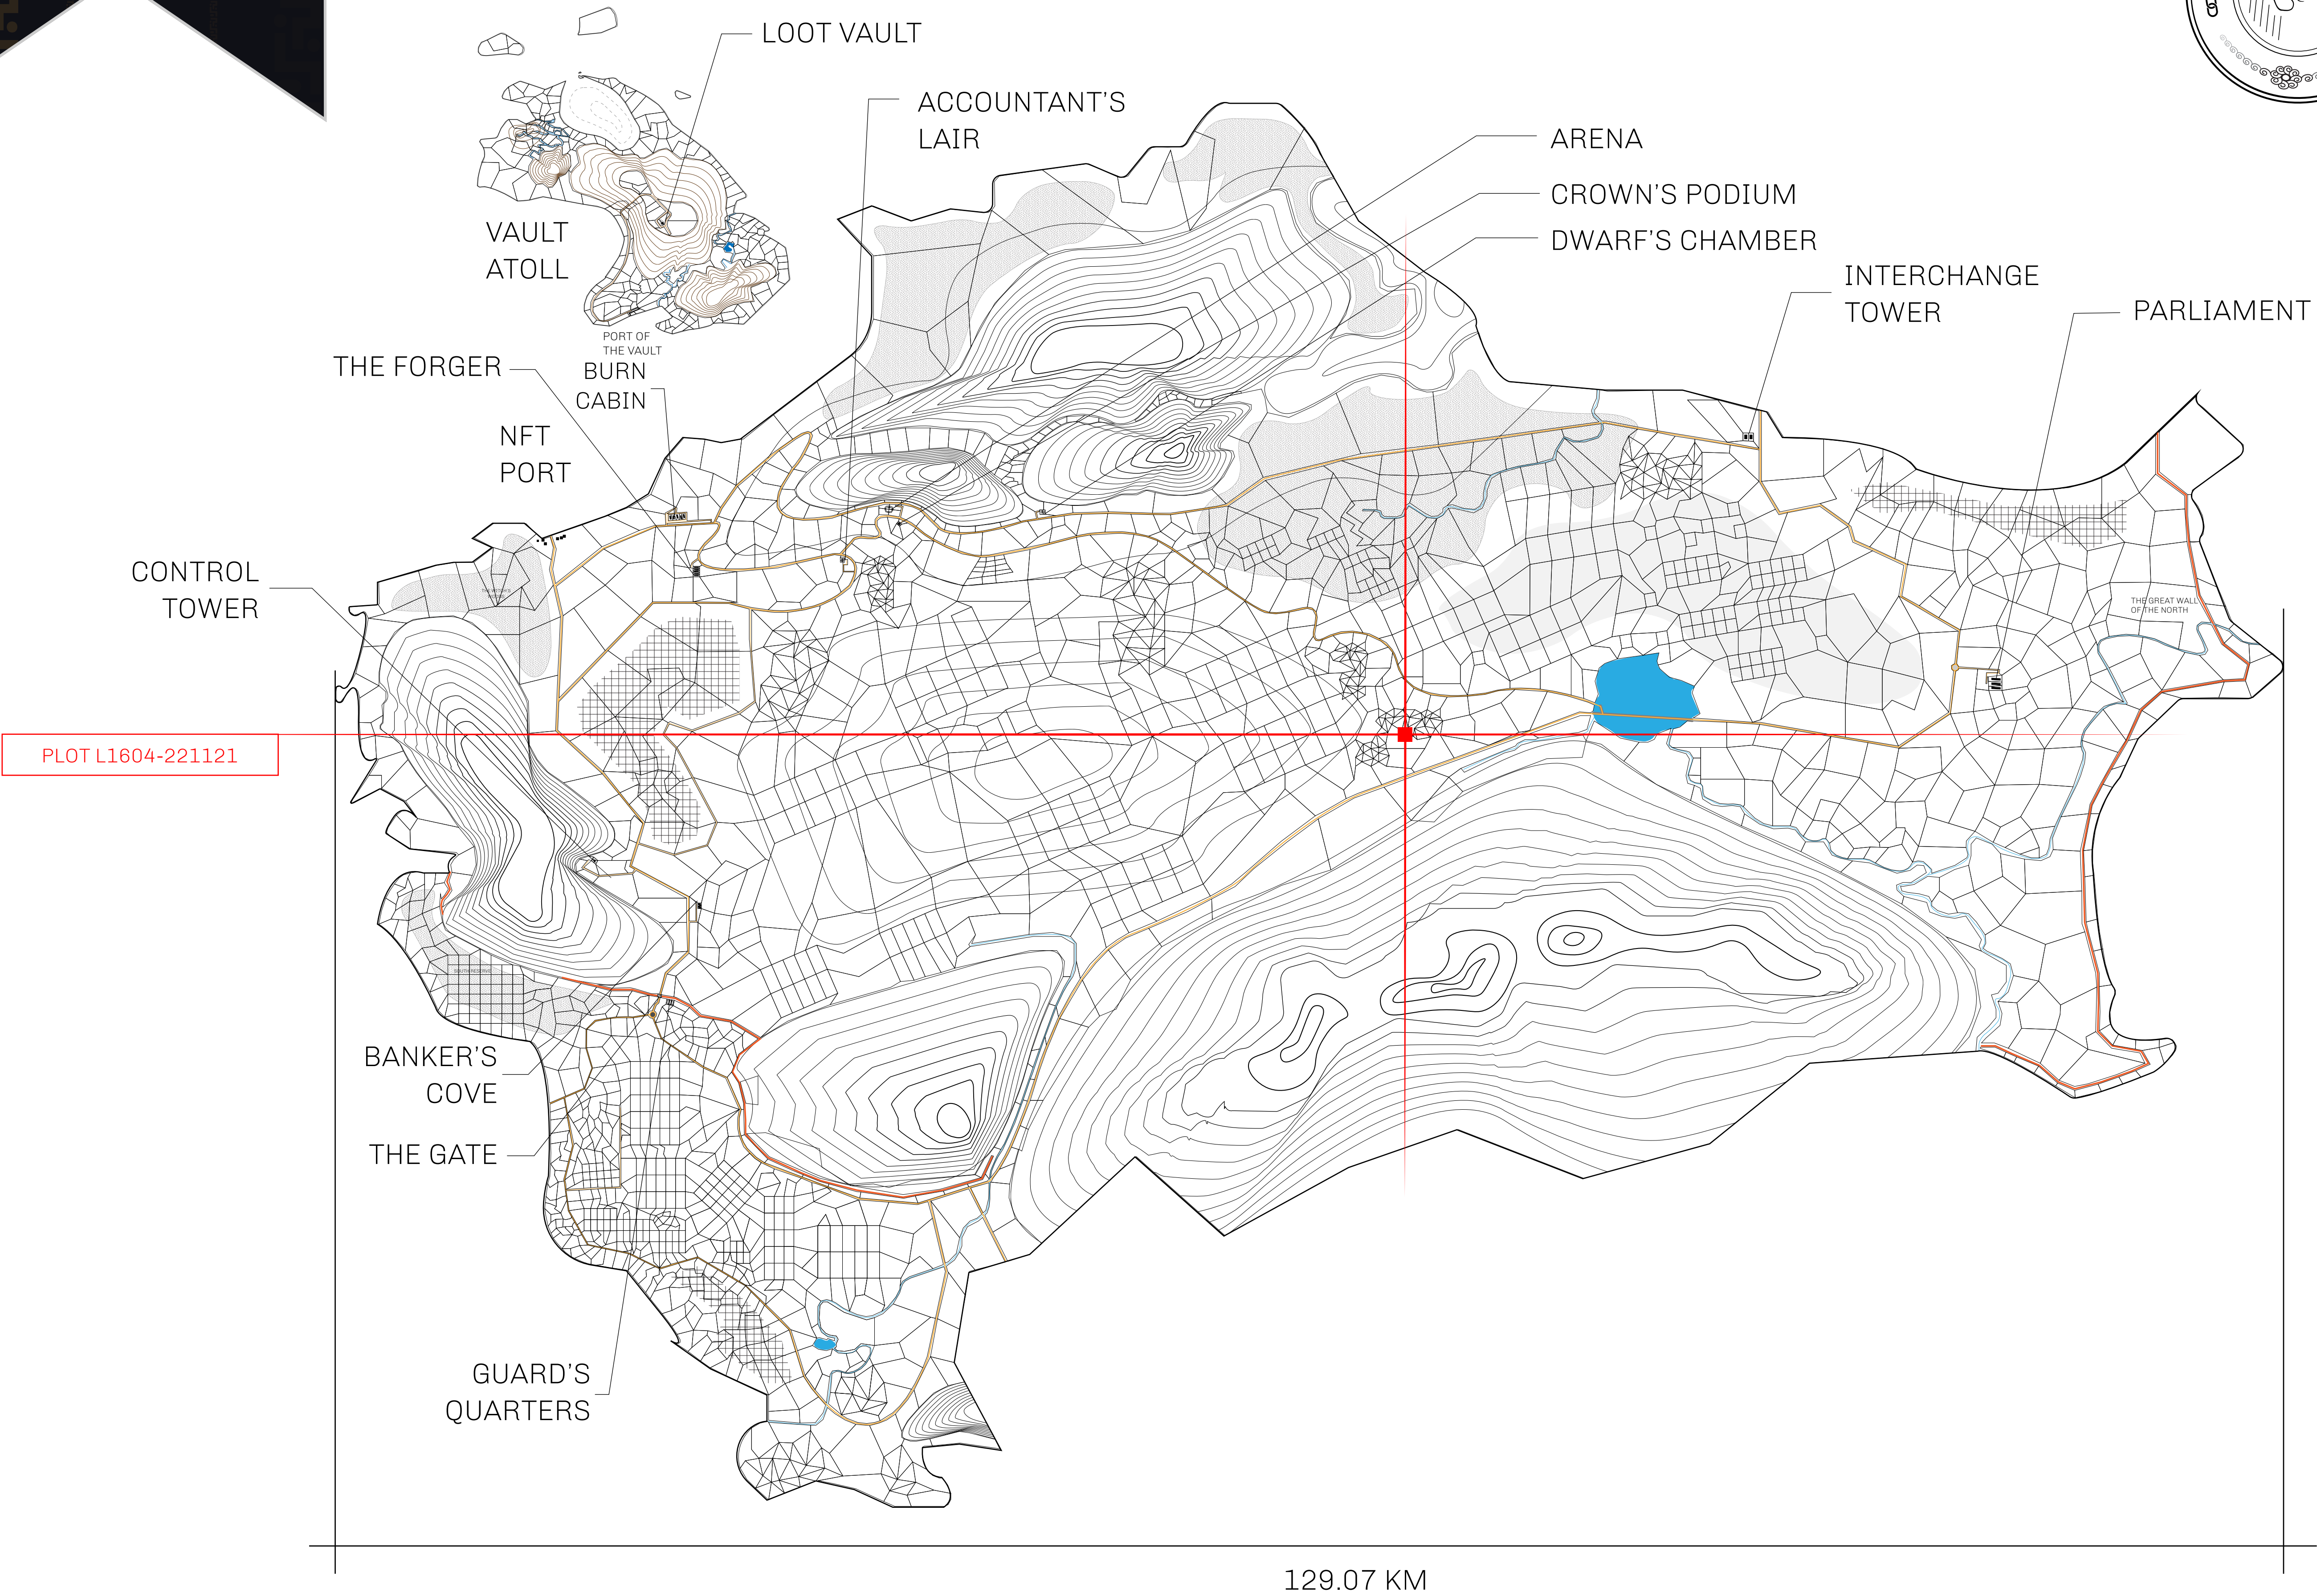 LOOT VAULT
ACCOUNTANT'S
LAIR
ARENA
CROWN'S PODIUM
DWARF'S CHAMBER
VAULT
ATOLL
INTERCHANGE
TOWER
PARLIAMENT
PORT OF
THE VAULT
THE FORGER
BURN
CABIN
NFT
PORT
CONTROL
TOWER
THE GREAT WALL
OF THE NORTH
PLOT L1604-221121
SOUTH RESERVE
BANKER'S
COVE
THE GATE
GUARD'S
QUARTERS
129.07 KM